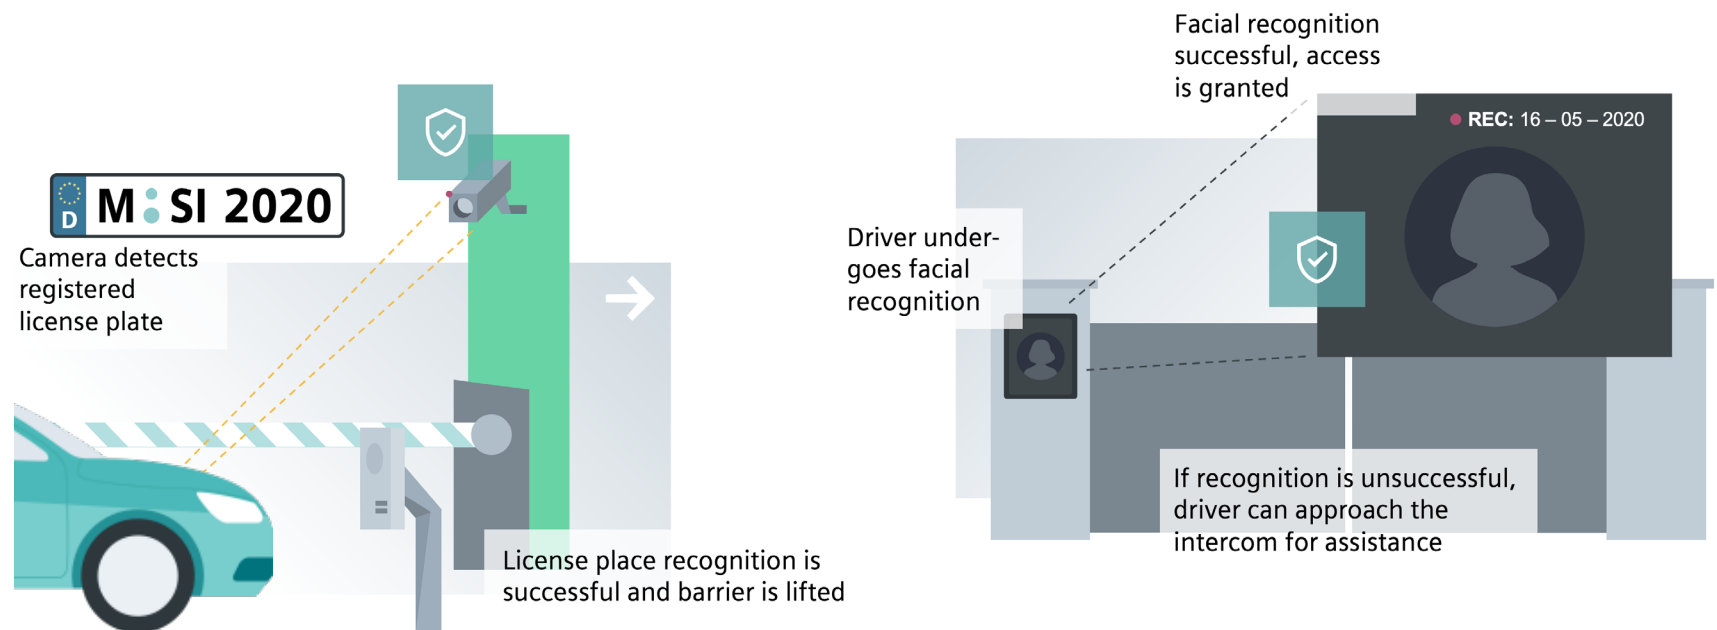 M SI 2020
D
Camera detects
registered
license plate
License place recognition is
successful and barrier is lifted
Facial recognition
successful, access
is granted
REC: 16 – 05 – 2020
Driver under-
goes facial
recognition
If recognition is unsuccessful,
driver can approach the
intercom for assistance